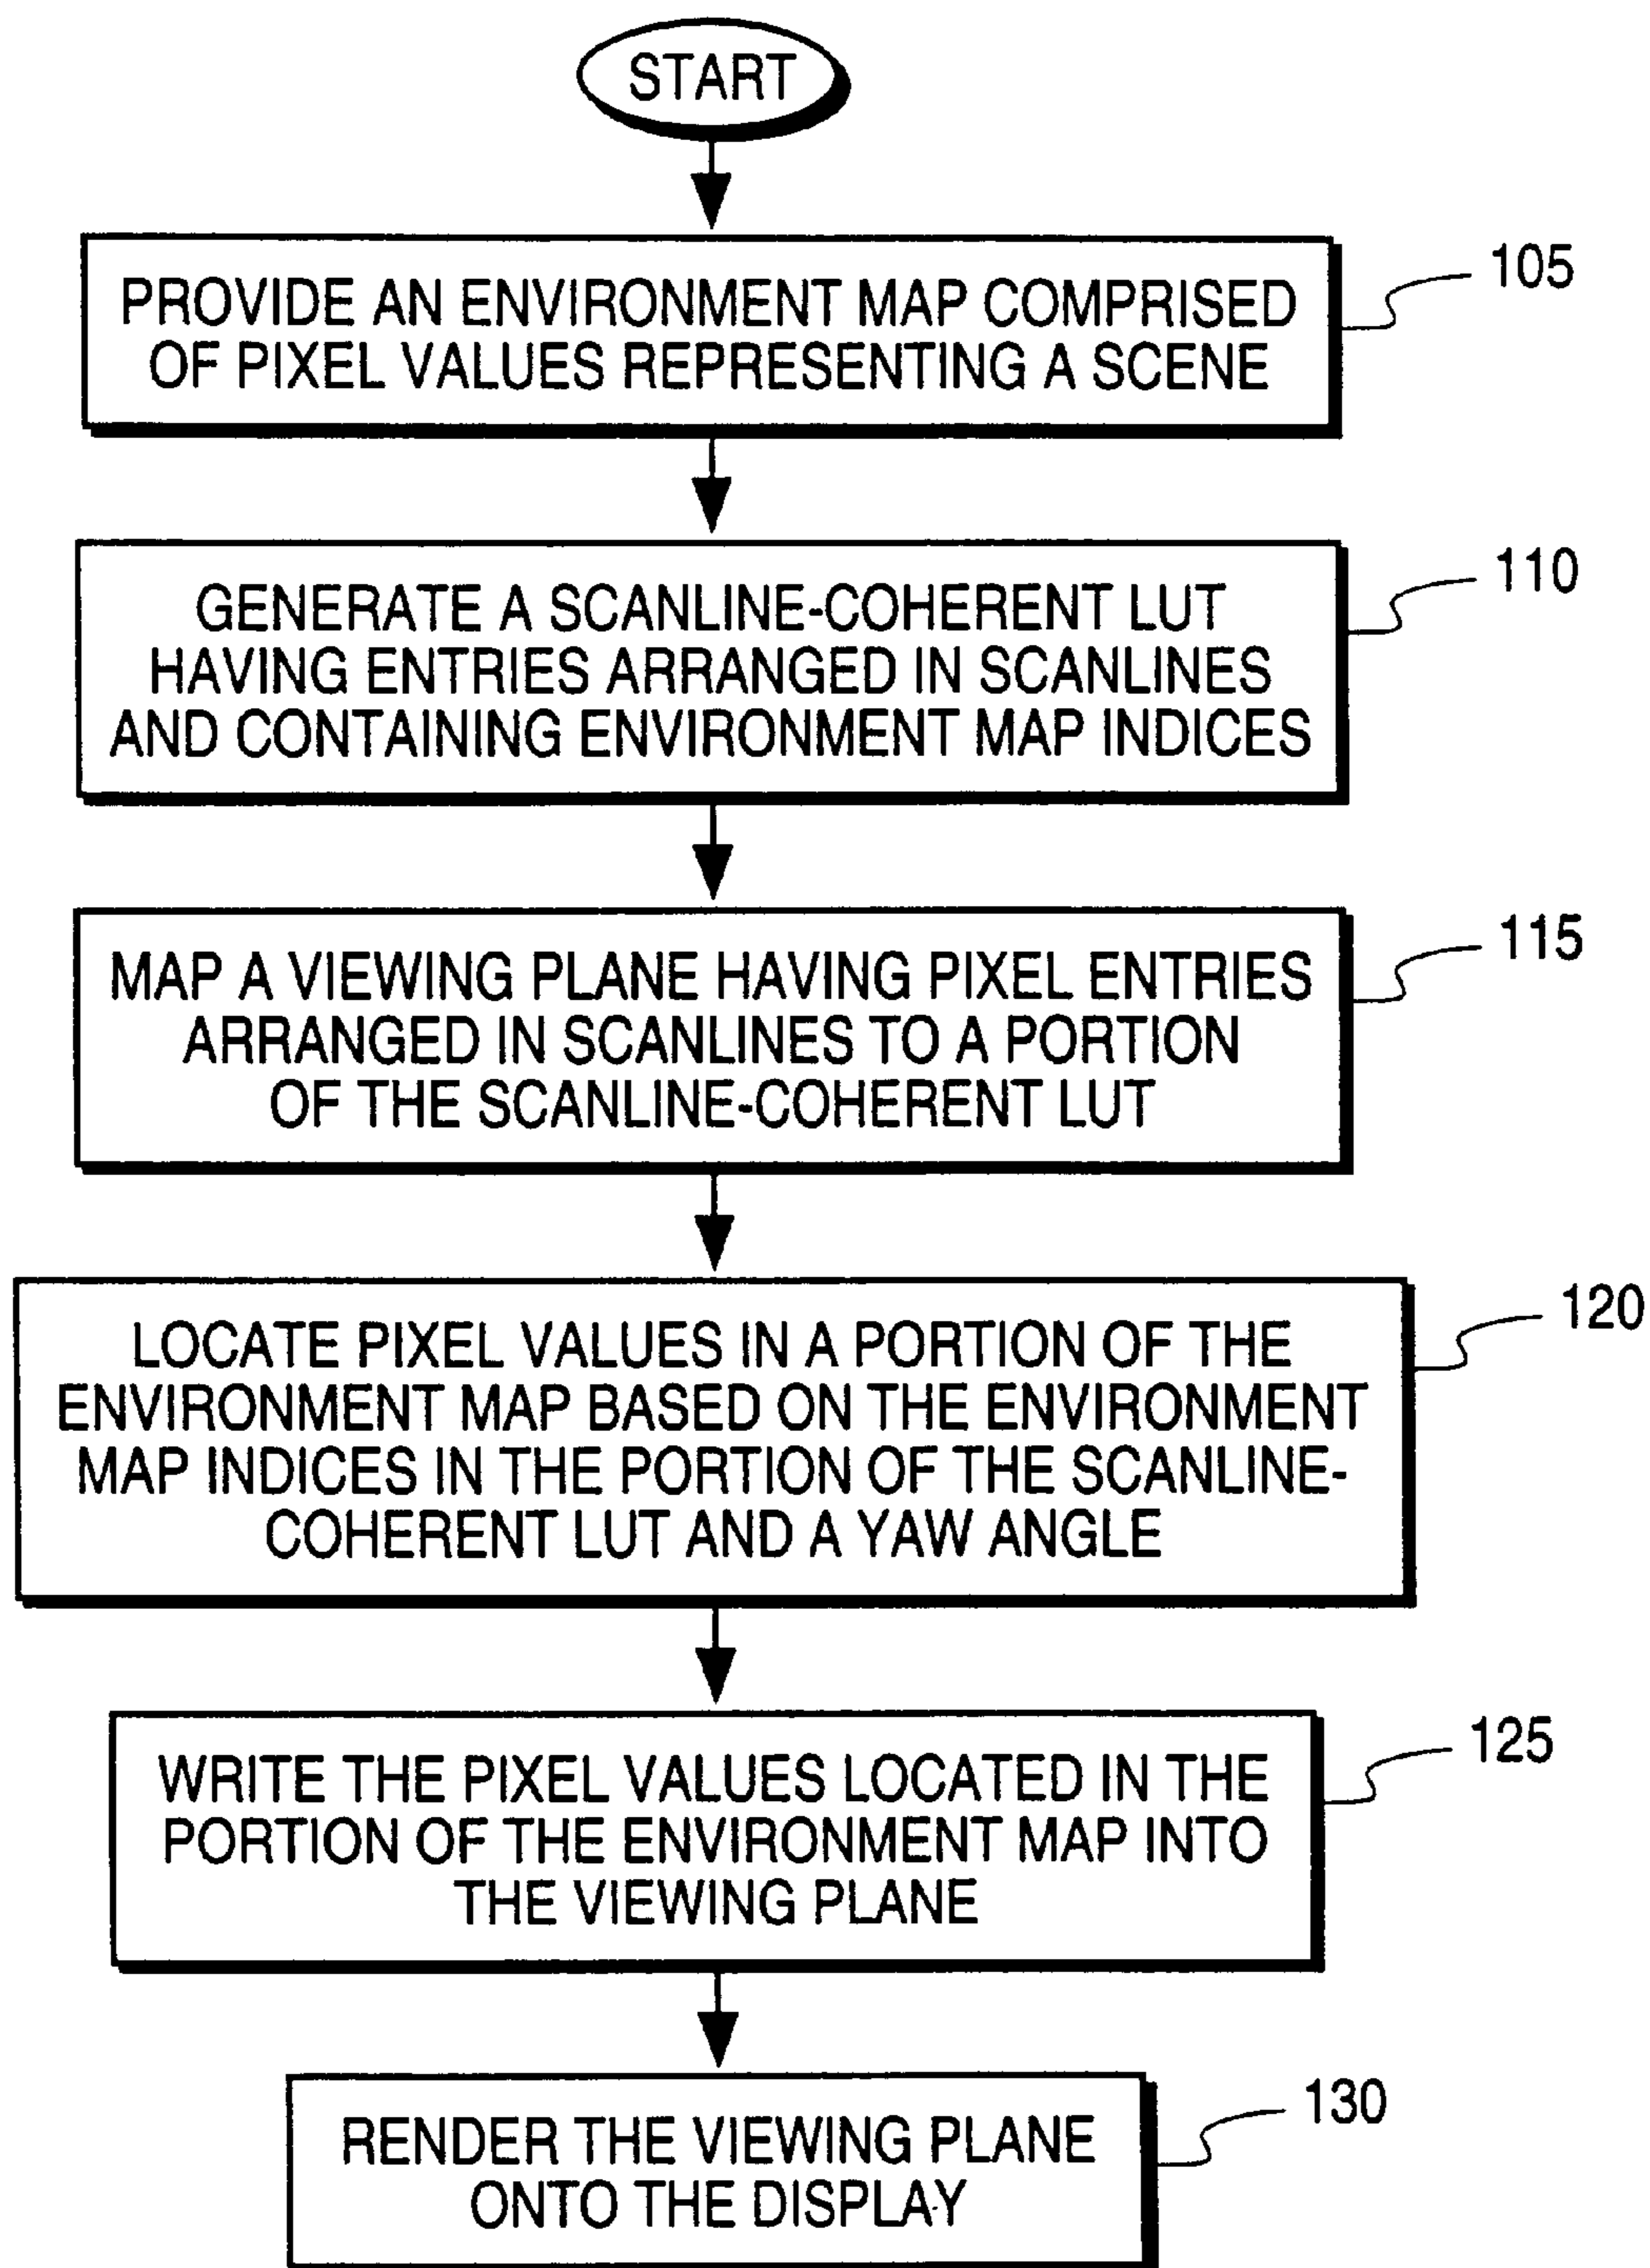 START
PROVIDE AN ENVIRONMENT MAP COMPRISED
OF PIXEL VALUES REPRESENTING A SCENE
105
GENERATE A SCANLINE-COHERENT LUT
HAVING ENTRIES ARRANGED IN SCANLINES
AND CONTAINING ENVIRONMENT MAP INDICES
110
MAP A VIEWING PLANE HAVING PIXEL ENTRIES
ARRANGED IN SCANLINES TO A PORTION
OF THE SCANLINE-COHERENT LUT
115
LOCATE PIXEL VALUES IN A PORTION OF THE
ENVIRONMENT MAP BASED ON THE ENVIRONMENT
MAP INDICES IN THE PORTION OF THE SCANLINE-
COHERENT LUT AND A YAW ANGLE
120
WRITE THE PIXEL VALUES LOCATED IN THE
PORTION OF THE ENVIRONMENT MAP INTO
THE VIEWING PLANE
125
RENDER THE VIEWING PLANE
ONTO THE DISPLAY
130